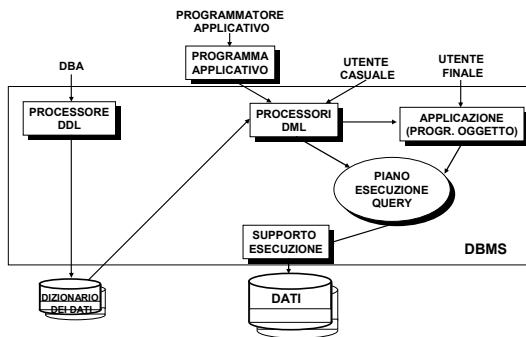 PROGRAMMATORE
APPLICATIVO
PROGRAMMA
APPLICATIVO
DBA
UTENTE
CASUALE
UTENTE
FINALE
PROCESSORE
DDL
PROCESSORI
DML
APPLICAZIONE
(PROGR. OGGETTO)
PIANO
ESECUZIONE
QUERY
SUPPORTO
ESECUZIONE
DBMS
DIZIONARIO
DEI DATI
DATI